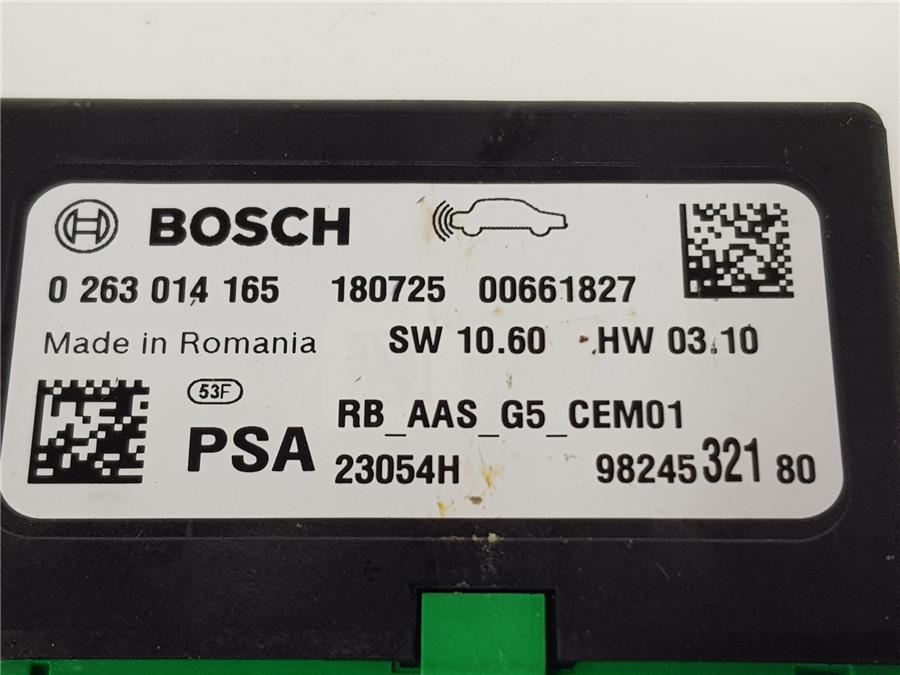 BOSCH
0 263 014 165 180725 00661827
Made in Romania SW 10.60 HW 03.10
53F
PSA RB_AAS_G5_CEM01
23054H 98245 321 80